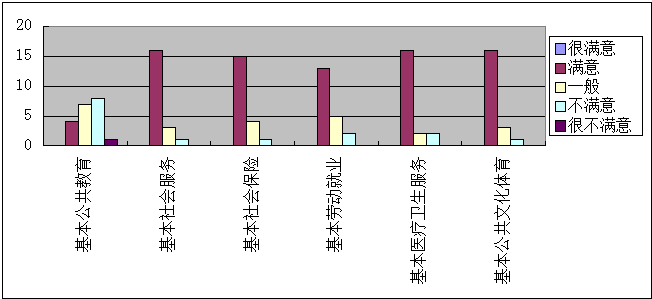 20
15
10
5
0
基本公共教育
基本社会服务
基本社会保险
基本劳动就业
基本医疗卫生服务
基本公共文化体育
很满意
满意
一般
不满意
很不满意